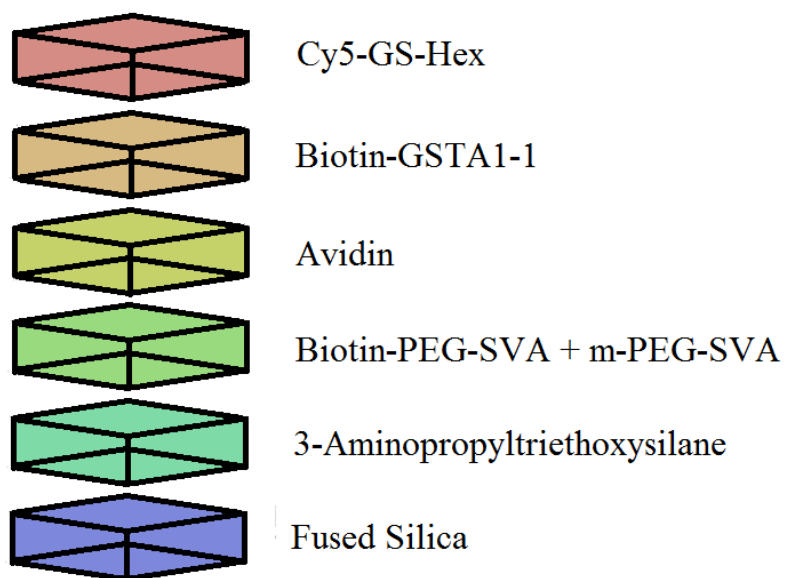 Cy5-GS-Hex
Biotin-GSTA1-1
Avidin
Biotin-PEG-SVA + m-PEG-SVA
3-Aminopropyltriethoxysilane
Fused Silica